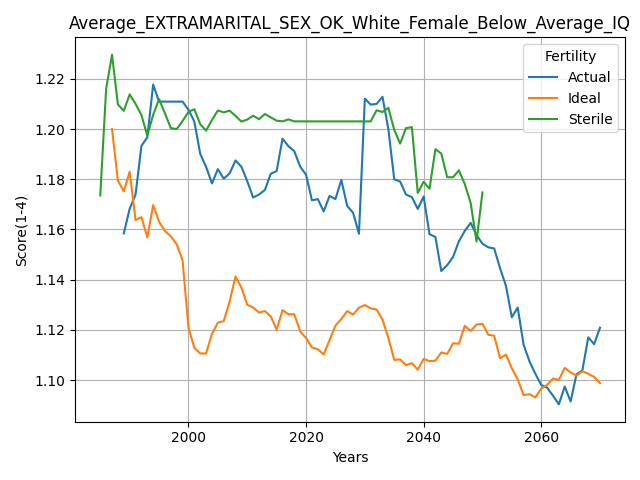 Average_EXTRAMARITAL_SEX_OK_White_Female_Below_Average_IQ
Fertility
Actual
Ideal
Sterile
Score(1-4)
1.22
1.20
1.18
1.16
1.14
1.12
1.10
2000 2020 2040 2060
Years